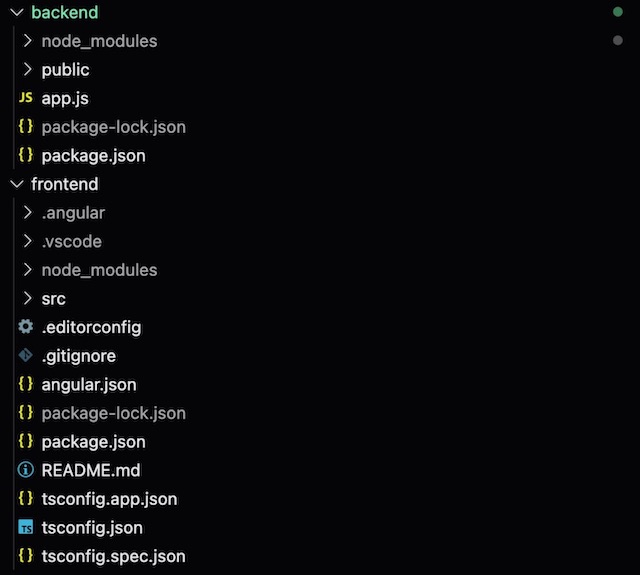 backend
node_modules
public
JS app.js
{} package-lock.json
{} package.json
frontend
.angular
.vscode
node_modules
src
.editorconfig
.gitignore
{} angular.json
{} package-lock.json
{} package.json
README.md
{} tsconfig.app.json
TS tsconfig.json
{} tsconfig.spec.json